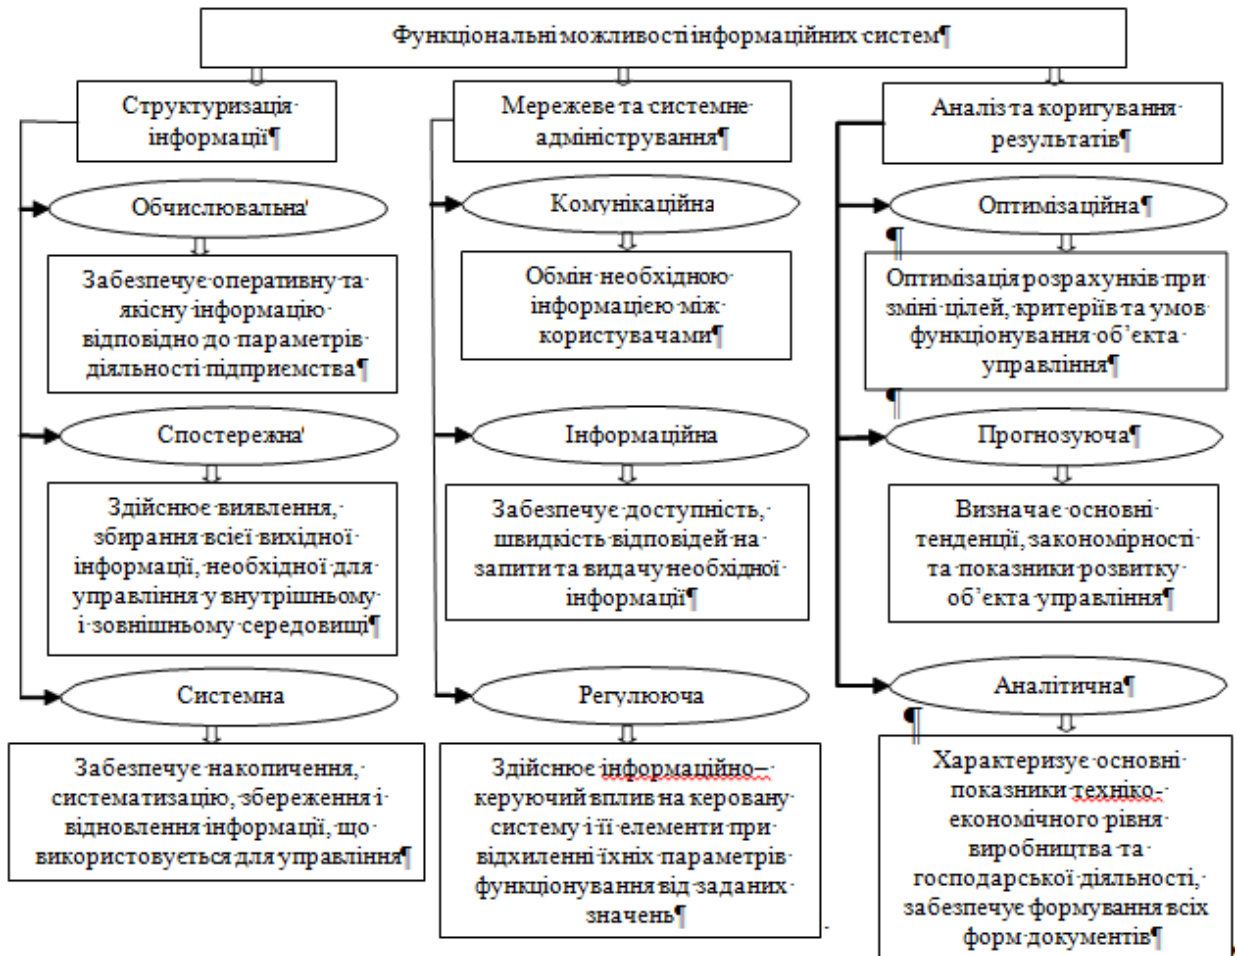 Функціональні можливості інформаційних систем¶
Структуризація
інформації¶
Обчислювальна
Забезпечує оперативну та
якісну інформацію
відповідно до параметрів
діяльності підприємства¶
Спостережна
Здійснює виявлення,
збирання всієї вихідної
інформації, необхідної для
управління у внутрішньому
і зовнішньому середовищі¶
Системна
Забезпечує накопичення,
систематизацію, збереження і
відновлення інформації, що
використовується для управління¶
Мережеве та системне
адміністрування¶
Комунікаційна
Обмін необхідною
інформацією між
користувачами¶
Інформаційна
Забезпечує доступність,
швидкість відповідей на
запити та видачу необхідної
інформації¶
Регулююча
Здійснює інформаційно–
керуючий вплив на керовану
систему і її елементи при
відхиленні їхніх параметрів
функціонування від заданих
значень¶
Аналіз та коригування
результатів¶
Оптимізаційна¶
¶
Оптимізація розрахунків при
зміні цілей, критеріїв та умов
функціонування об’єкта
управління¶
¶
Прогнозуюча¶
Визначає основні
тенденції, закономірності
та показники розвитку
об’єкта управління¶
Аналітична¶
¶
Характеризує основні
показники техніко-
економічного рівня
виробництва та
господарської діяльності,
забезпечує формування всіх
форм документів¶